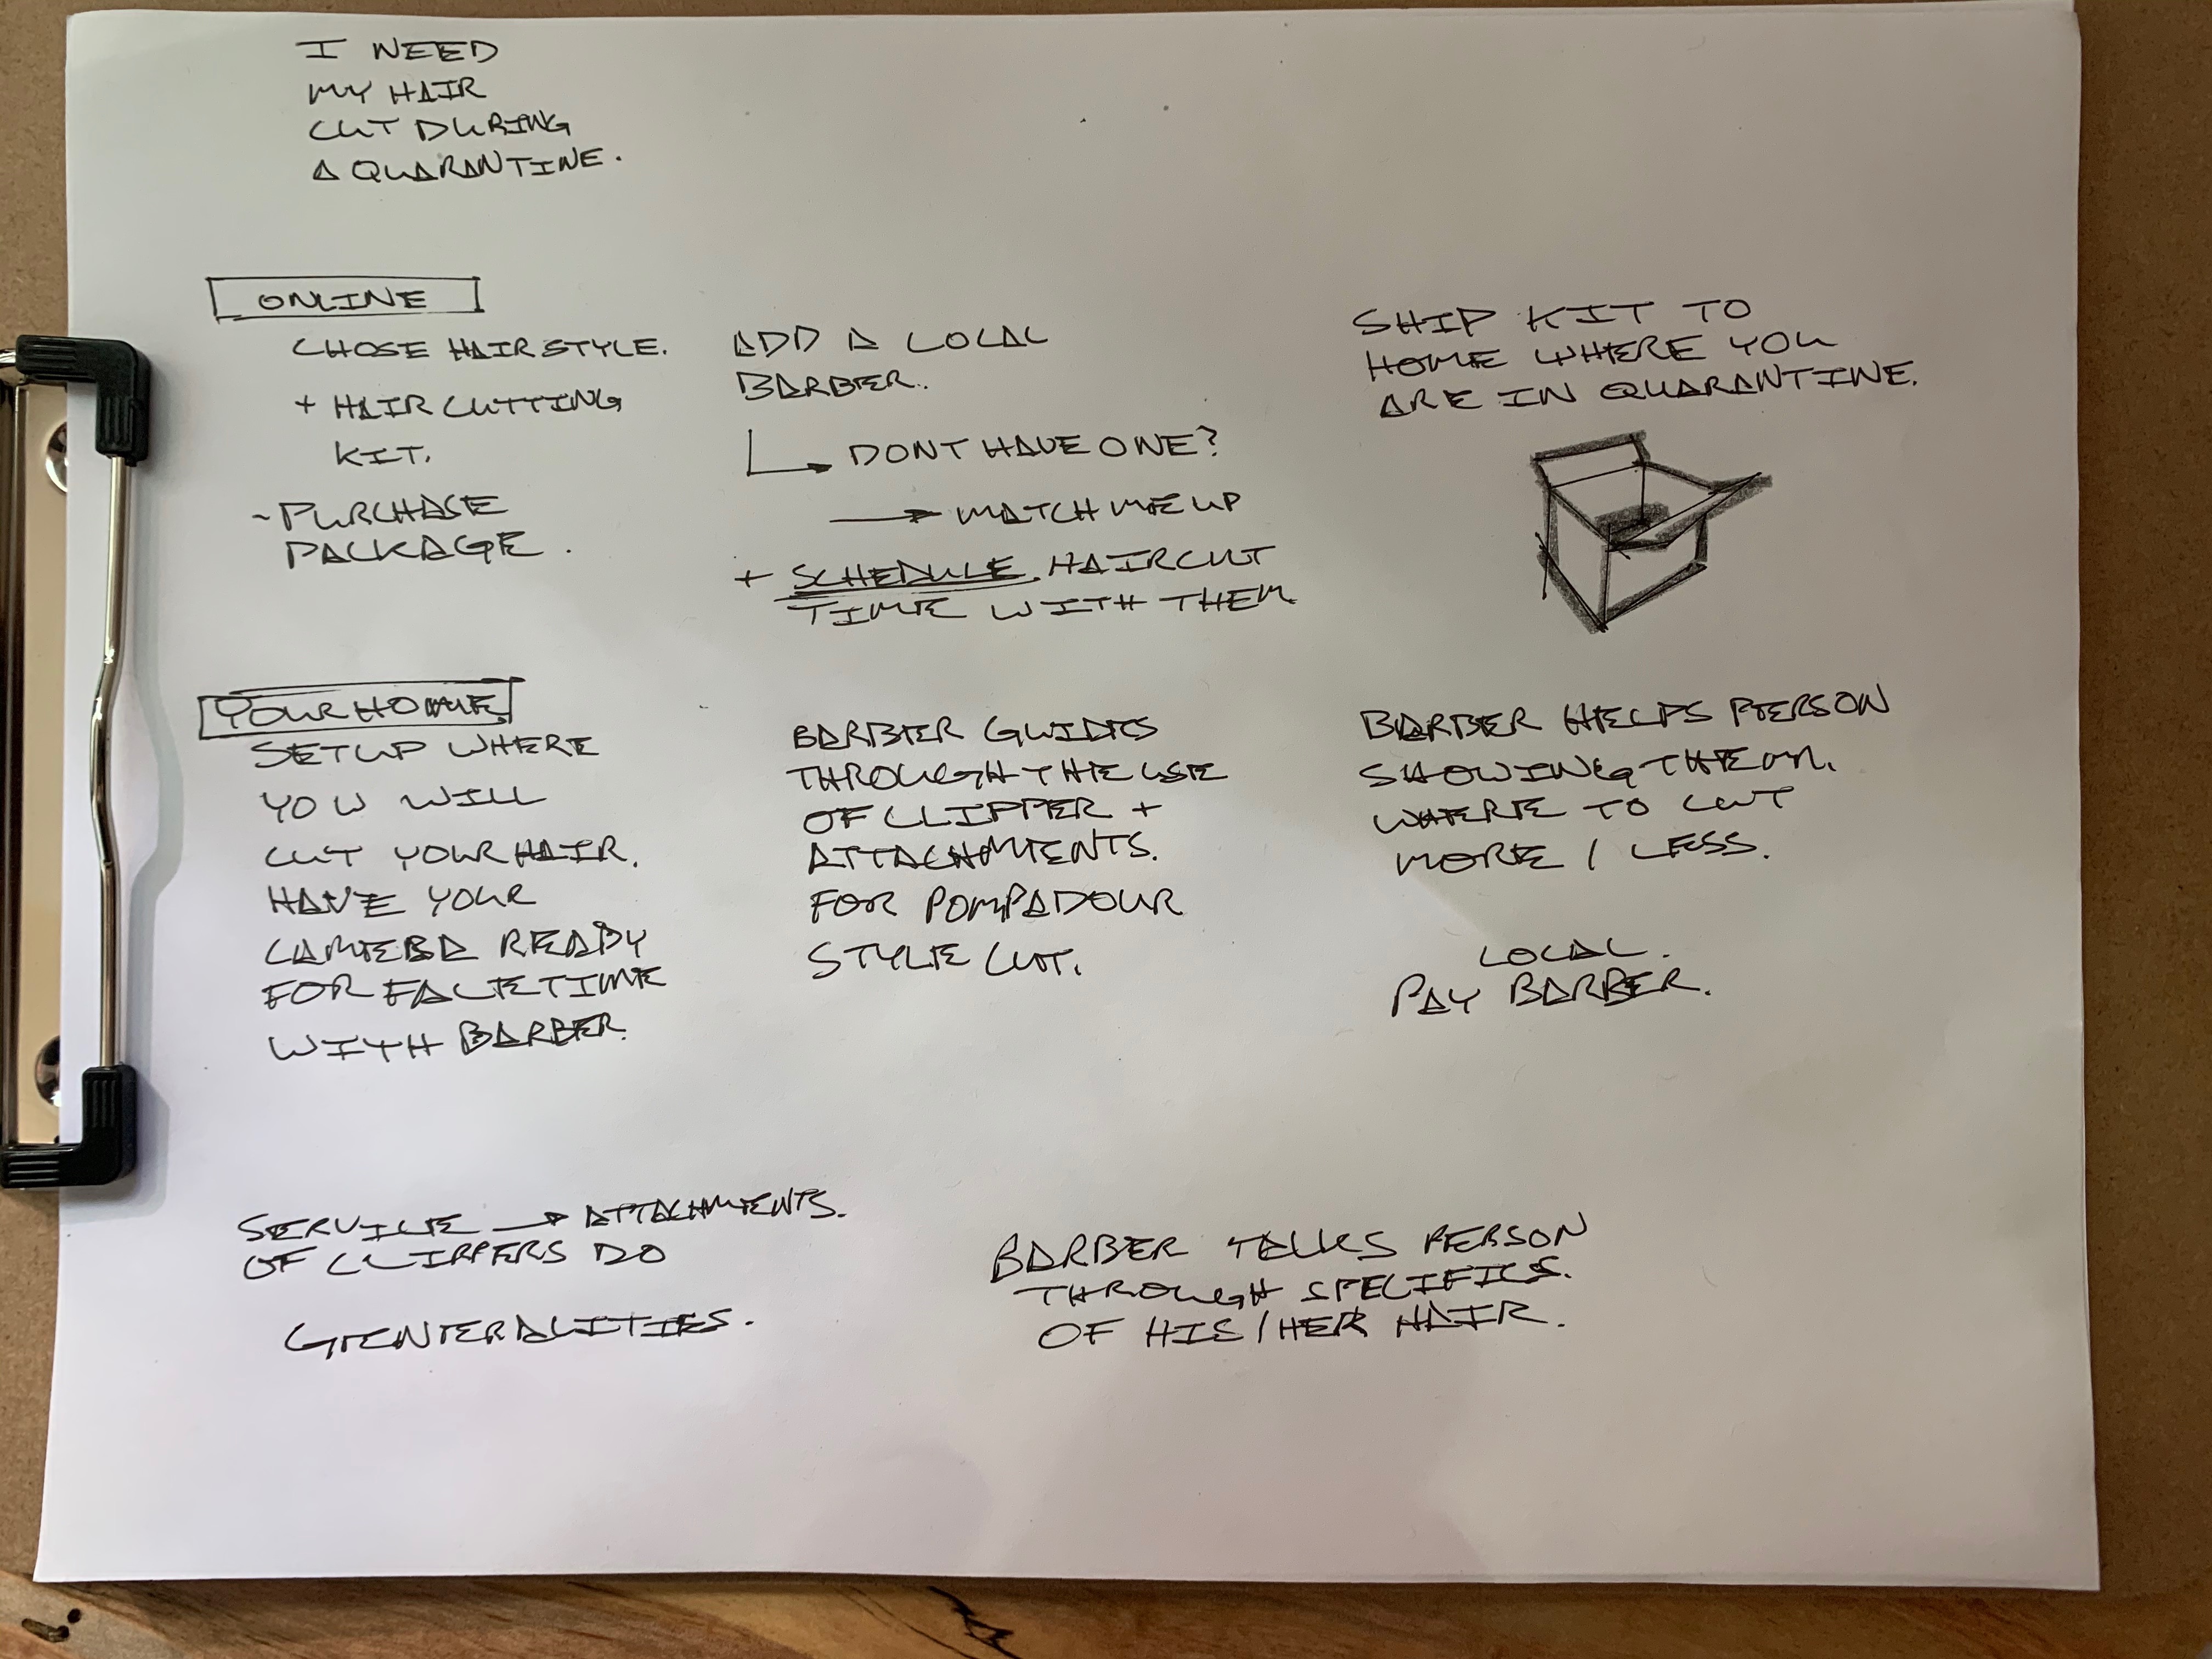 I NEED
MY HAIR
CUT DURING
A QUARANTINE.
ONLINE
CHOSE HAIRSTYLE.
+ HAIR CUTTING
KIT.
- PURCHASE
PACKAGE.
ADD A LOCAL
BARBER.
→ DONT HAVE ONE?
→ MATCH ME UP
+ SCHEDULE HAIRCUT
TIME WITH THEM
SHIP KIT TO
HOME WHERE YOU
ARE IN QUARANTINE.
YOUR HOME
SETUP WHERE
YOU WILL
CUT YOUR HAIR.
HAVE YOUR
CAMERA READY
FOR FACETIME
WITH BARBER.
BARBER GUIDES
THROUGH THE USE
OF CLIPPER +
ATTACHMENTS.
FOR POMPADOUR
STYLE CUT.
BARBER HELPS PERSON
SHOWING THEM.
WHERE TO CUT
MORE / LESS.
LOCAL.
PAY BARBER.
SERVICE → ATTACHMENTS.
OF CLIPPERS DO
GENERALITIES.
BARBER TALKS PERSON
THROUGH SPECIFICS.
OF HIS/HER HAIR.